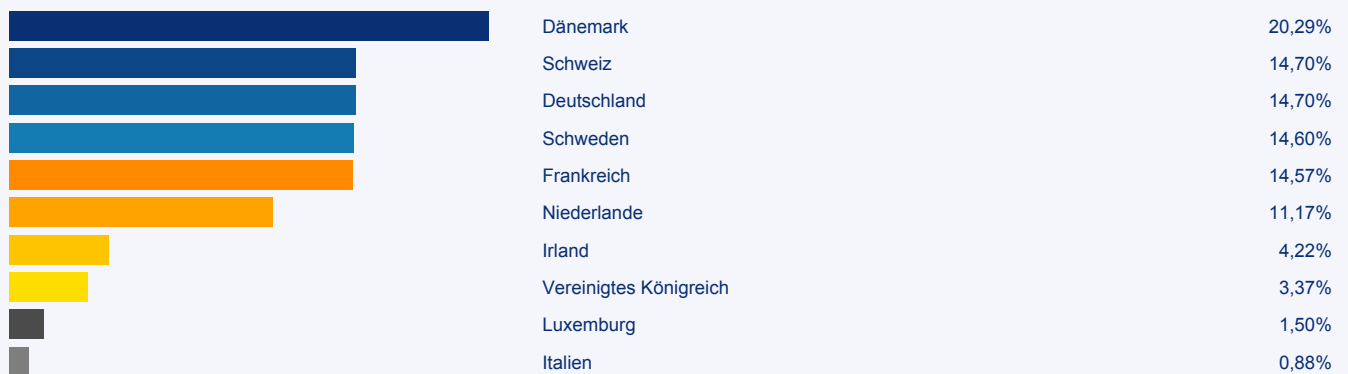 Dänemark 20,29%
Schweiz 14,70%
Deutschland 14,70%
Schweden 14,60%
Frankreich 14,57%
Niederlande 11,17%
Irland 4,22%
Vereinigtes Königreich 3,37%
Luxemburg 1,50%
Italien 0,88%